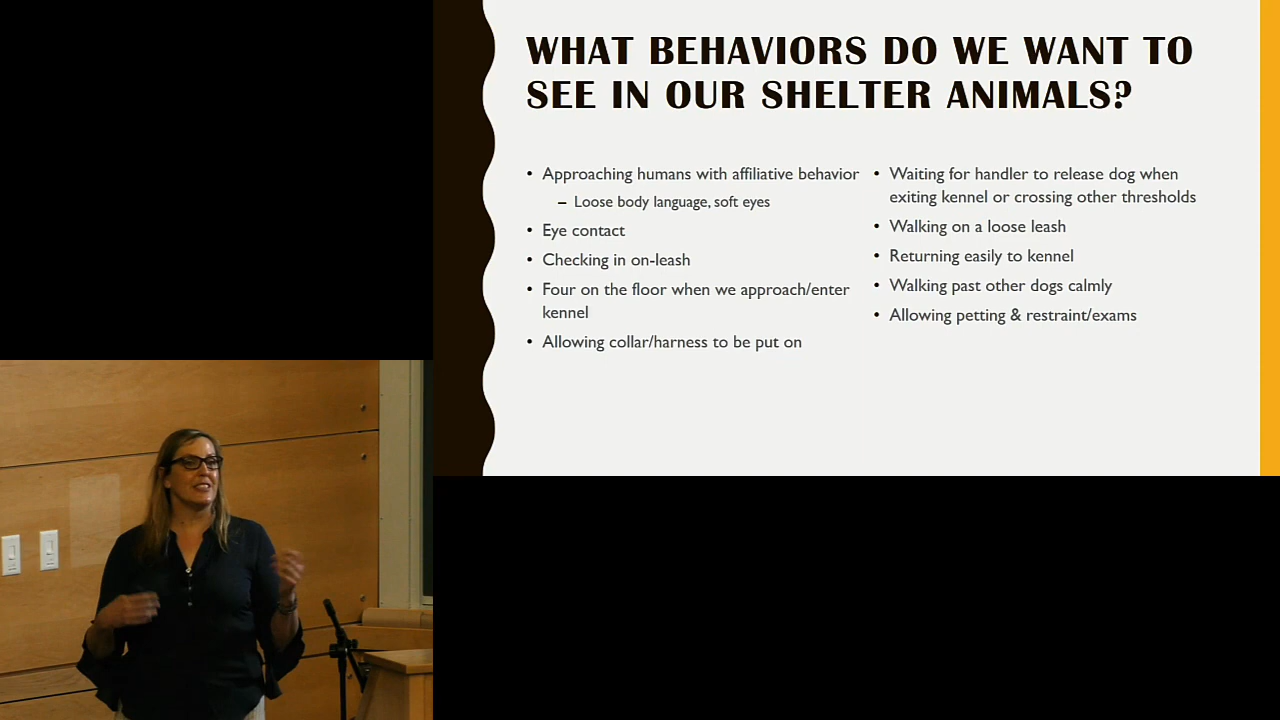 WHAT BEHAVIORS DO WE WANT TO
SEE IN OUR SHELTER ANIMALS?
• Approaching humans with affiliative behavior
– Loose body language, soft eyes
• Eye contact
• Checking in on-leash
• Four on the floor when we approach/enter
kennel
• Allowing collar/harness to be put on
• Waiting for handler to release dog when
exiting kennel or crossing other thresholds
• Walking on a loose leash
• Returning easily to kennel
• Walking past other dogs calmly
• Allowing petting & restraint/exams